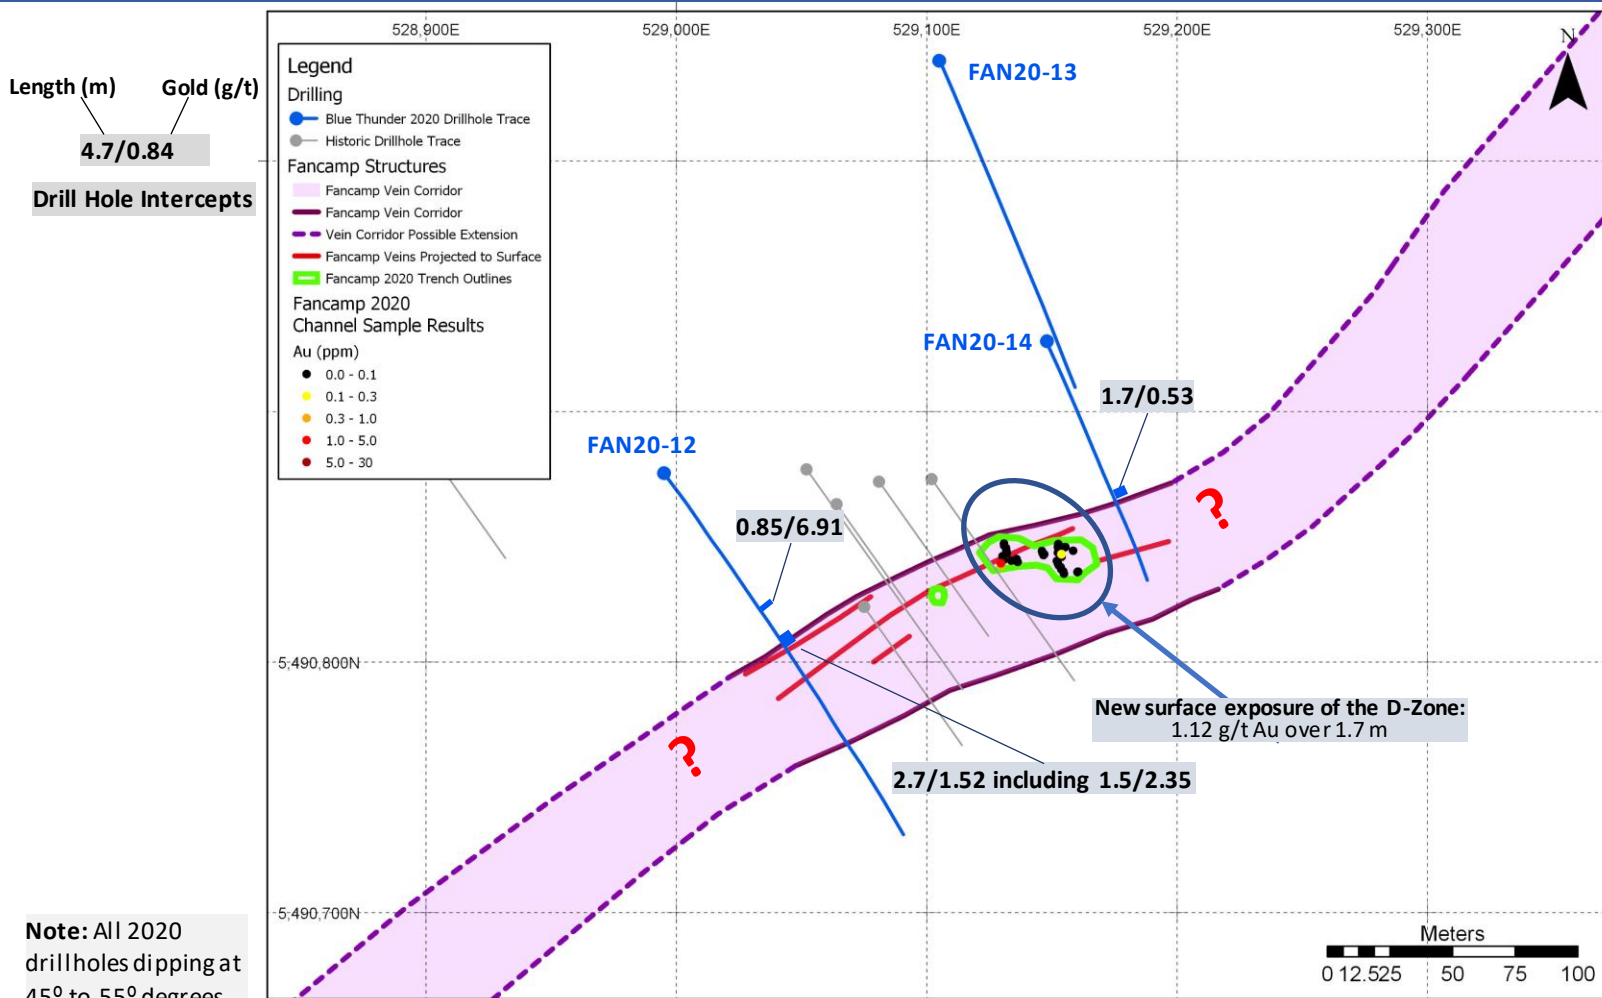 528,900E 529,000E 529,100E 529,200E 529,300E
N
Length (m) Gold (g/t)
4.7/0.84
Drill Hole Intercepts
Legend
Drilling
Blue Thunder 2020 Drillhole Trace
Historic Drillhole Trace
Fancamp Structures
Fancamp Vein Corridor
Fancamp Vein Corridor
Vein Corridor Possible Extension
Fancamp Veins Projected to Surface
Fancamp 2020 Trench Outlines
Fancamp 2020
Channel Sample Results
Au (ppm)
0.0 - 0.1
0.1 - 0.3
0.3 - 1.0
1.0 - 5.0
5.0 - 30
FAN20-13
FAN20-14
1.7/0.53
FAN20-12
0.85/6.91
?
5,490,800N
New surface exposure of the D-Zone:
1.12 g/t Au over 1.7 m
?
2.7/1.52 including 1.5/2.35
5,490,700N
Note: All 2020
drillholes dipping at
45º to 55º degrees
Meters
0 12.525 50 75 100